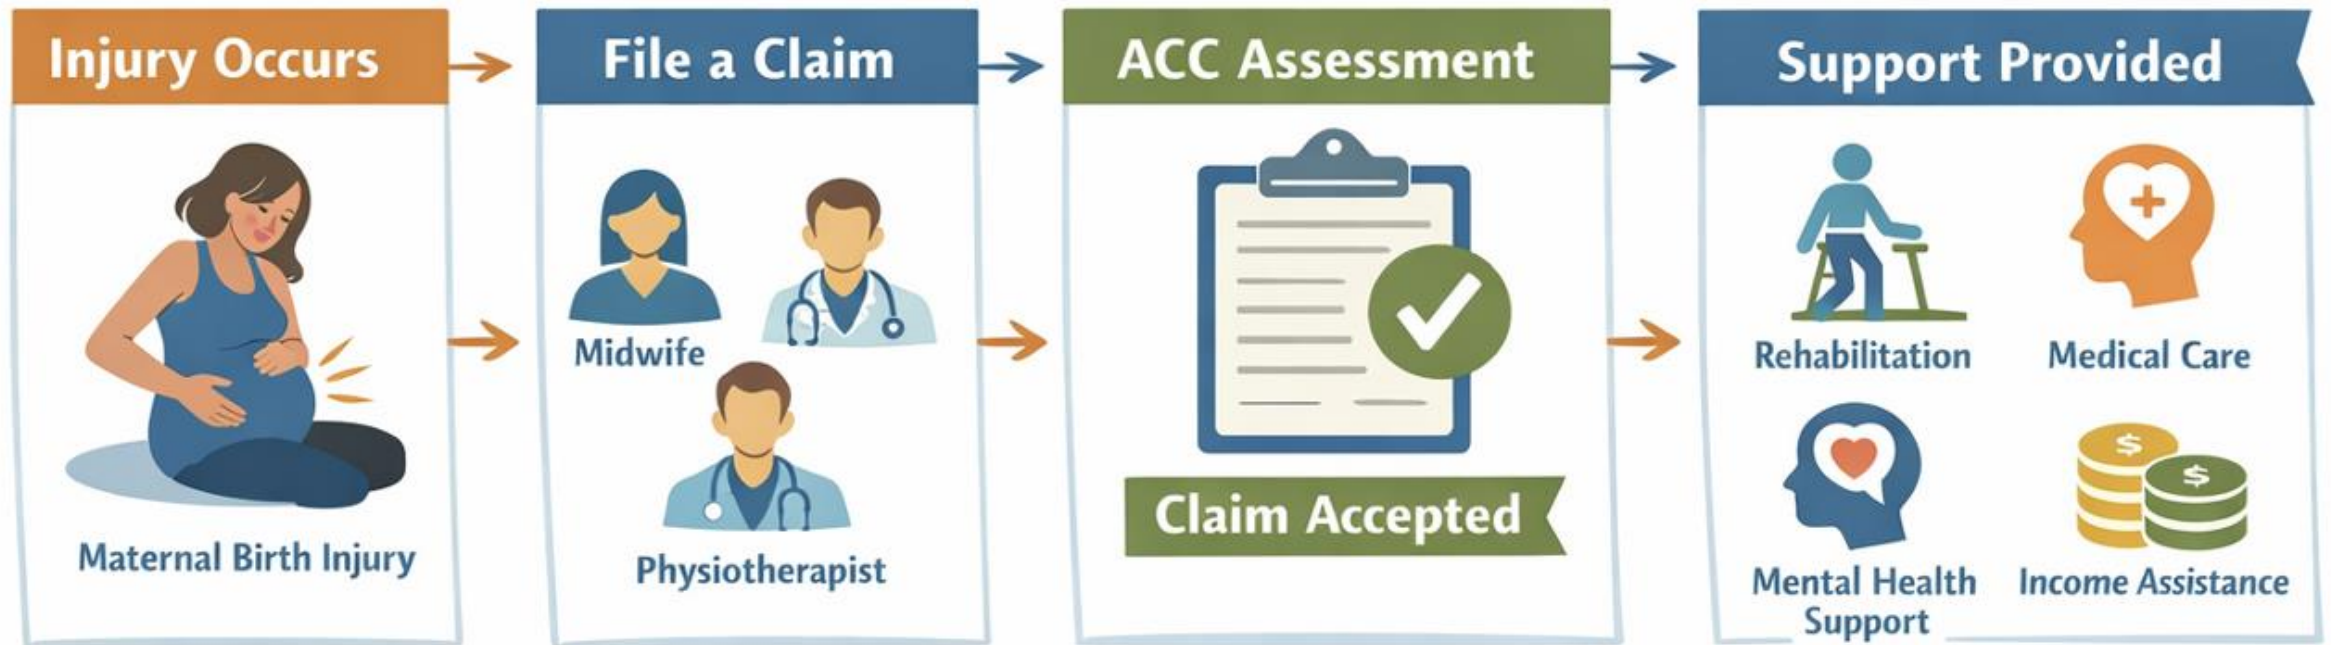 Injury Occurs
Maternal Birth Injury
File a Claim
Midwife
Physiotherapist
ACC Assessment
Claim Accepted
Support Provided
Rehabilitation
Medical Care
Mental Health
Support
Income Assistance
$
$